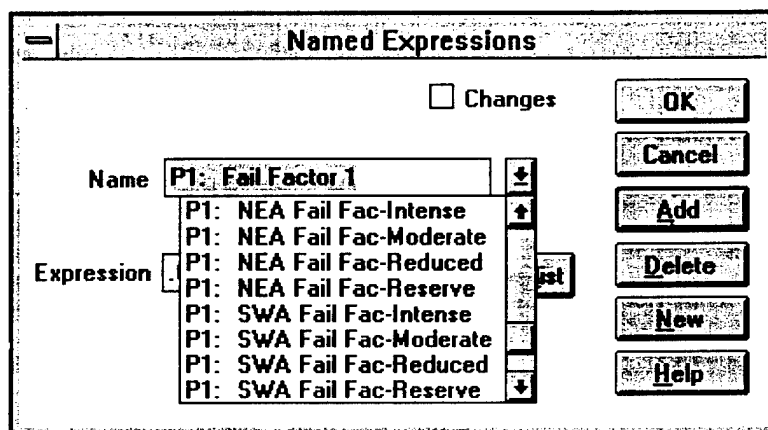 Named Expressions
Changes
OK
Cancel
Name P1: Fail Factor 1
Add
P1: NEA Fail Fac-Intense
P1: NEA Fail Fac-Moderate
P1: NEA Fail Fac-Reduced
P1: NEA Fail Fac-Reserve
P1: SWA Fail Fac-Intense
P1: SWA Fail Fac-Moderate
P1: SWA Fail Fac-Reduced
P1: SWA Fail Fac-Reserve
Expression
Delete
New
Help